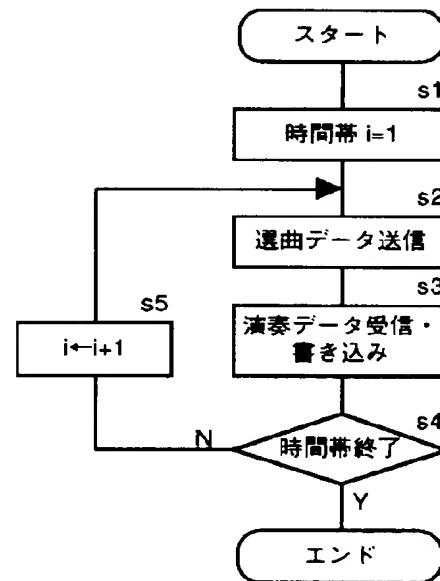 スタート
s1
時間帯 i=1
s2
選曲データ送信
s3
演奏データ受信・
書き込み
s5
i←i+1
s4
時間帯終了
N
Y
エンド